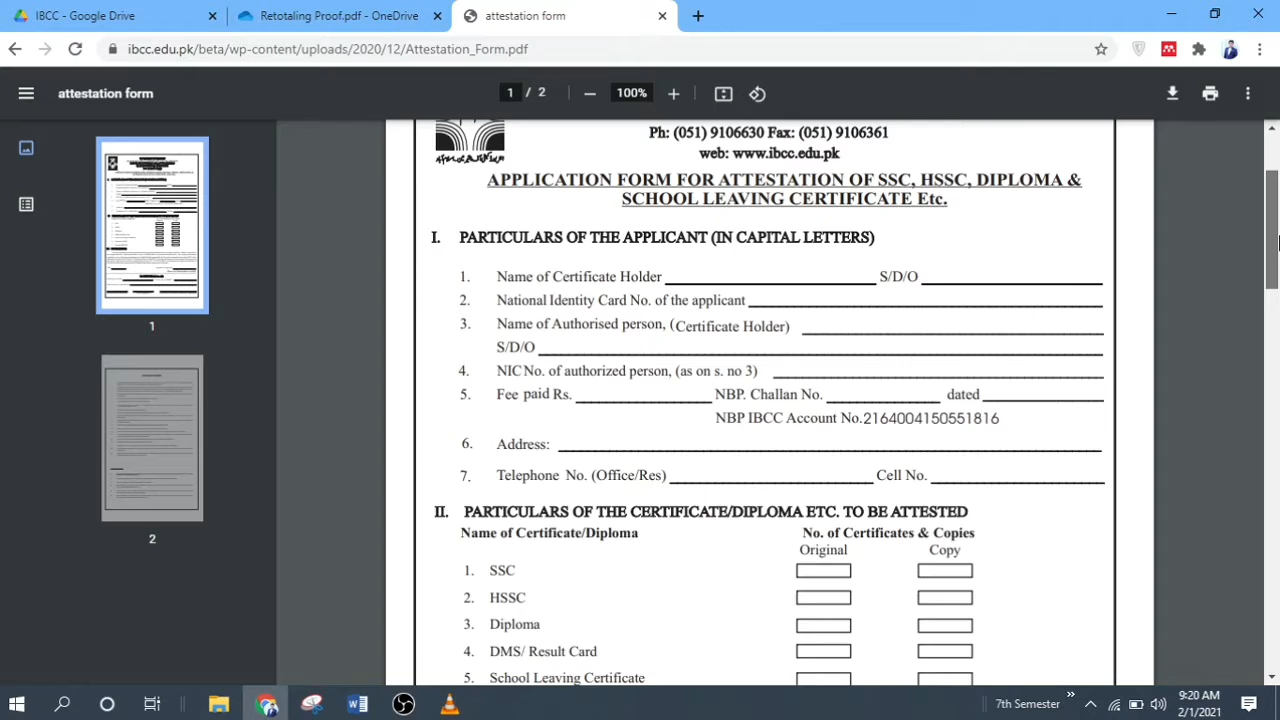 IBCC - Google Drive
Retotaling Proof.pdf - OneDrive
attestation form
ibcc.edu.pk/beta/wp-content/uploads/2020/12/Attestation_Form.pdf
attestation form
1 / 2
100%
1
2
Ph: (051) 9106630 Fax: (051) 9106361
web: www.ibcc.edu.pk
APPLICATION FORM FOR ATTESTATION OF SSC, HSSC, DIPLOMA &
SCHOOL LEAVING CERTIFICATE Etc.
I. PARTICULARS OF THE APPLICANT (IN CAPITAL LETTERS)
1. Name of Certificate Holder S/D/O
2. National Identity Card No. of the applicant
3. Name of Authorised person, (Certificate Holder)
S/D/O
4. NIC No. of authorized person, (as on s. no 3)
5. Fee paid Rs. NBP. Challan No. dated
NBP IBCC Account No.2164004150551816
6. Address:
7. Telephone No. (Office/Res) Cell No.
II. PARTICULARS OF THE CERTIFICATE/DIPLOMA ETC. TO BE ATTESTED
Name of Certificate/Diploma No. of Certificates & Copies
Original Copy
1. SSC
2. HSSC
3. Diploma
4. DMS/ Result Card
5. School Leaving Certificate
7th Semester
9:20 AM
2/1/2021